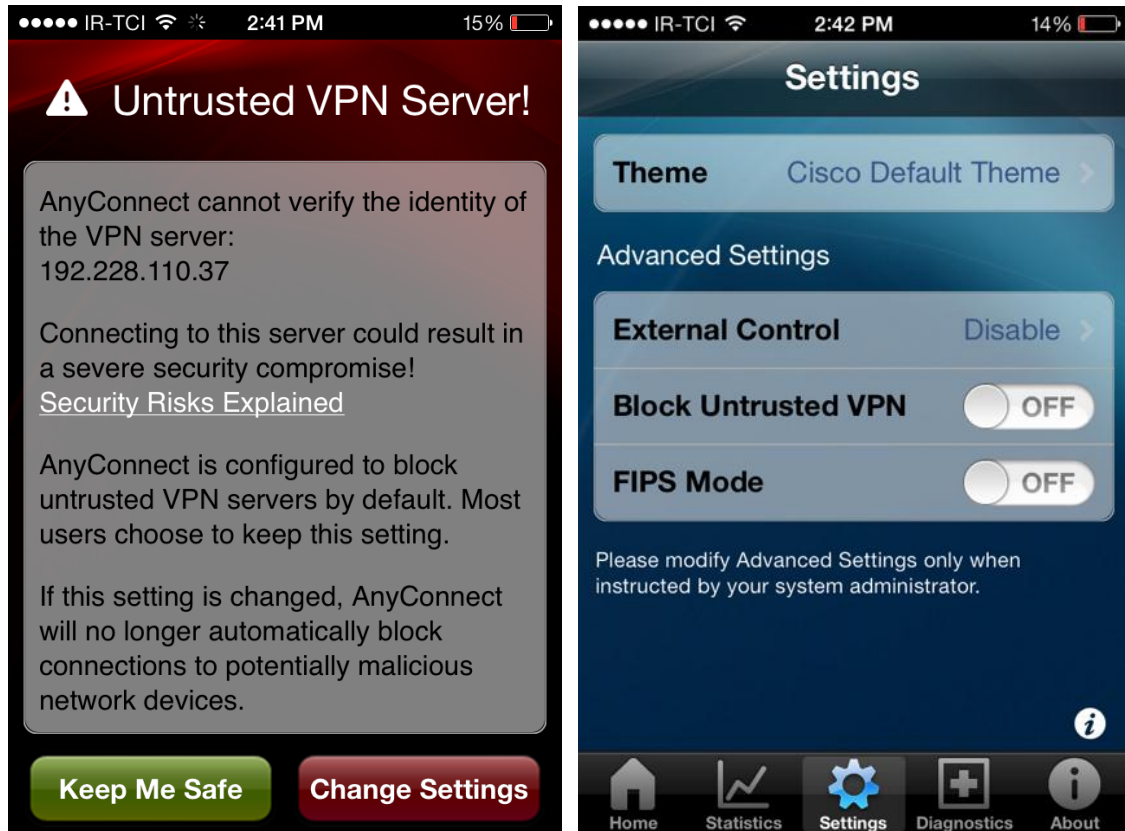 IR-TCI 2:41 PM 15%
Untrusted VPN Server!
AnyConnect cannot verify the identity of
the VPN server:
192.228.110.37
Connecting to this server could result in
a severe security compromise!
Security Risks Explained
AnyConnect is configured to block
untrusted VPN servers by default. Most
users choose to keep this setting.
If this setting is changed, AnyConnect
will no longer automatically block
connections to potentially malicious
network devices.
Keep Me Safe Change Settings
IR-TCI 2:42 PM 14%
Settings
Theme Cisco Default Theme
Advanced Settings
External Control Disable
Block Untrusted VPN OFF
FIPS Mode OFF
Please modify Advanced Settings only when
instructed by your system administrator.
Home Statistics Settings Diagnostics About